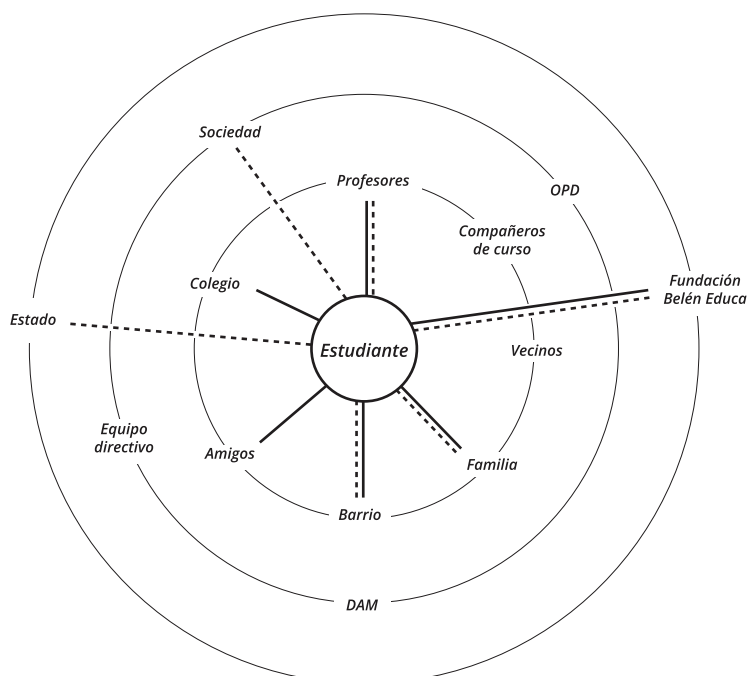 Sociedad
Profesores
OPD
Compañeros
de curso
Colegio
Fundación
Belén Educa
Estado
Estudiante
Vecinos
Equipo
directivo
Amigos
Familia
Barrio
DAM